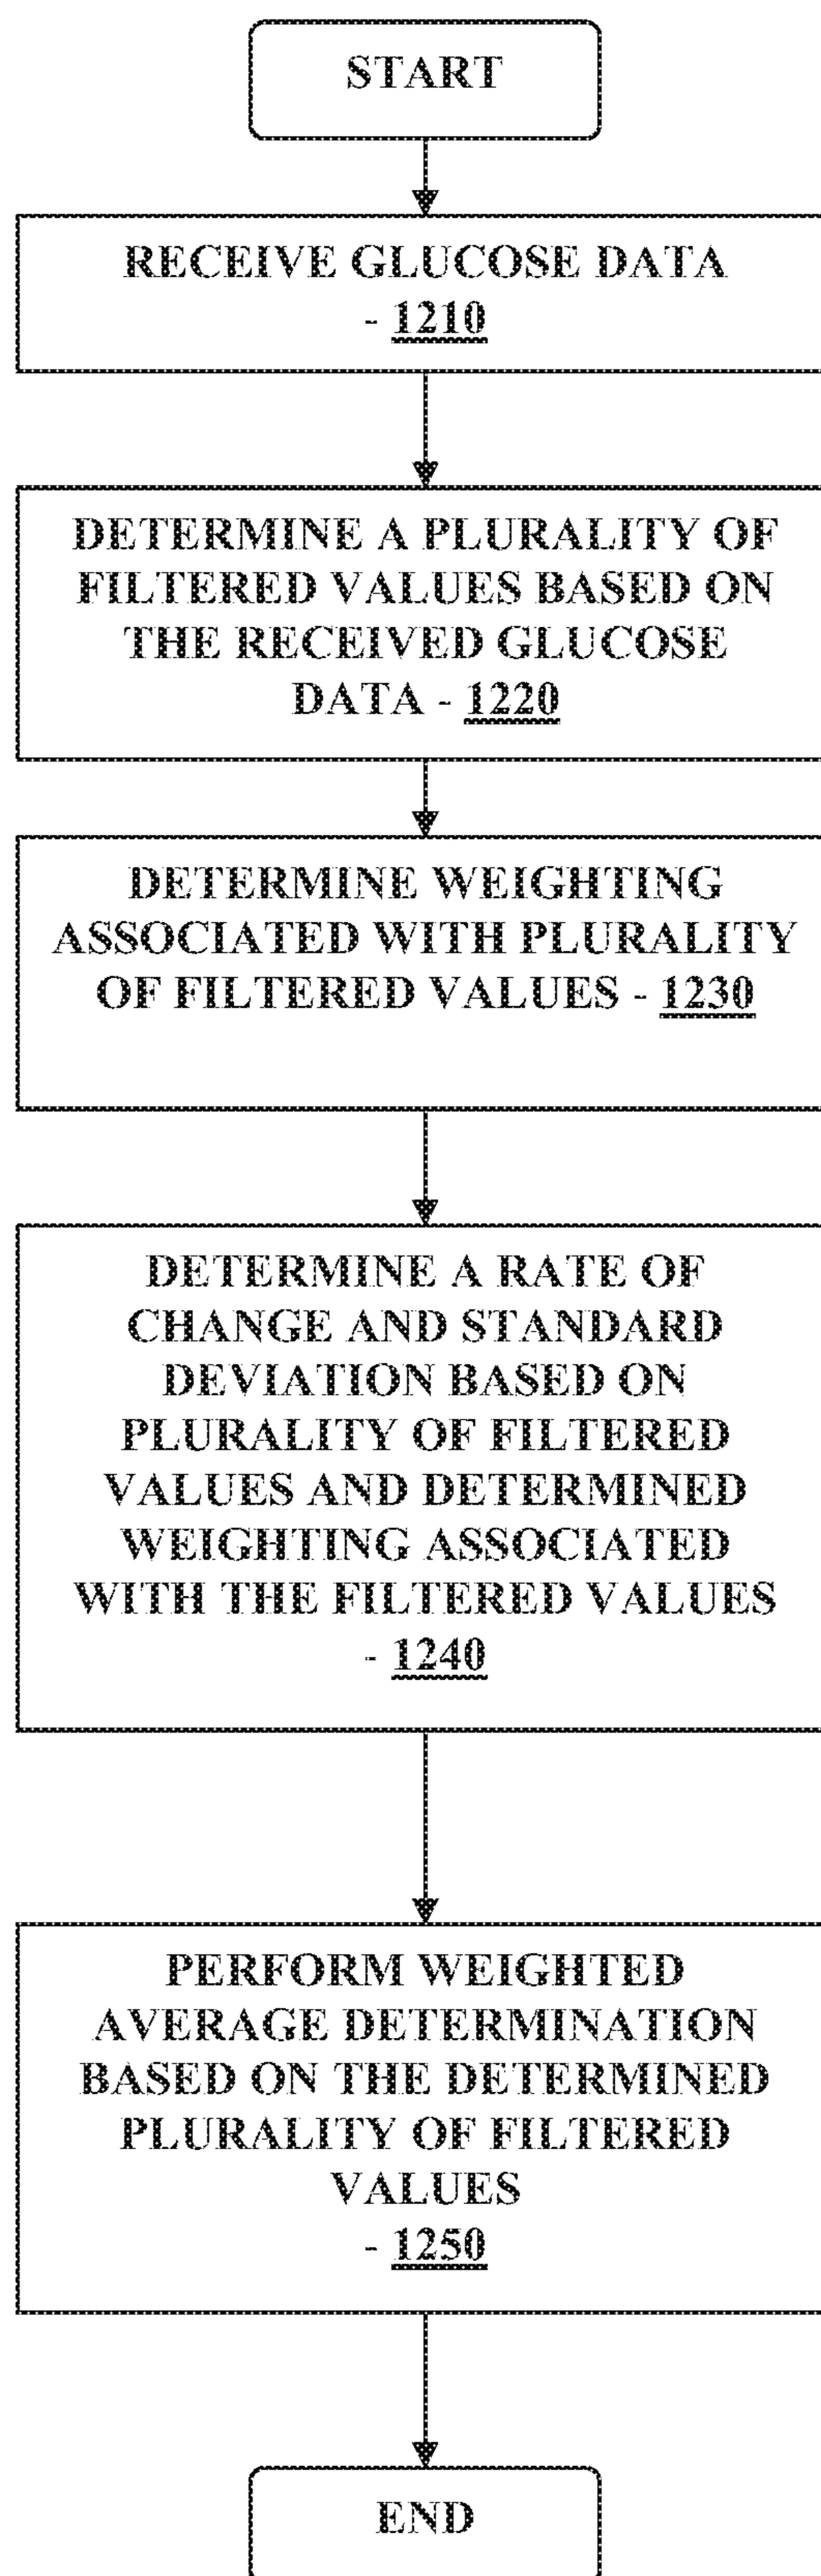 START
RECEIVE GLUCOSE DATA
- 1210
DETERMINE A PLURALITY OF
FILTERED VALUES BASED ON
THE RECEIVED GLUCOSE
DATA - 1220
DETERMINE WEIGHTING
ASSOCIATED WITH PLURALITY
OF FILTERED VALUES - 1230
DETERMINE A RATE OF
CHANGE AND STANDARD
DEVIATION BASED ON
PLURALITY OF FILTERED
VALUES AND DETERMINED
WEIGHTING ASSOCIATED
WITH THE FILTERED VALUES
- 1240
PERFORM WEIGHTED
AVERAGE DETERMINATION
BASED ON THE DETERMINED
PLURALITY OF FILTERED
VALUES
- 1250
END